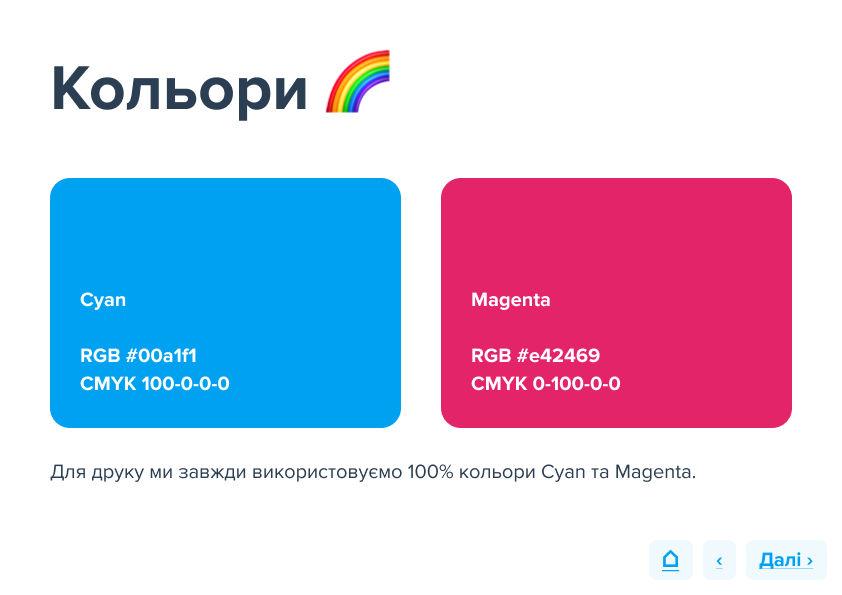 Кольори 🌈
Cyan
RGB #00a1f1
CMYK 100-0-0-0
Magenta
RGB #e42469
CMYK 0-100-0-0
Для друку ми завжди використовуємо 100% кольори Cyan та Magenta.
‹
Далі ›